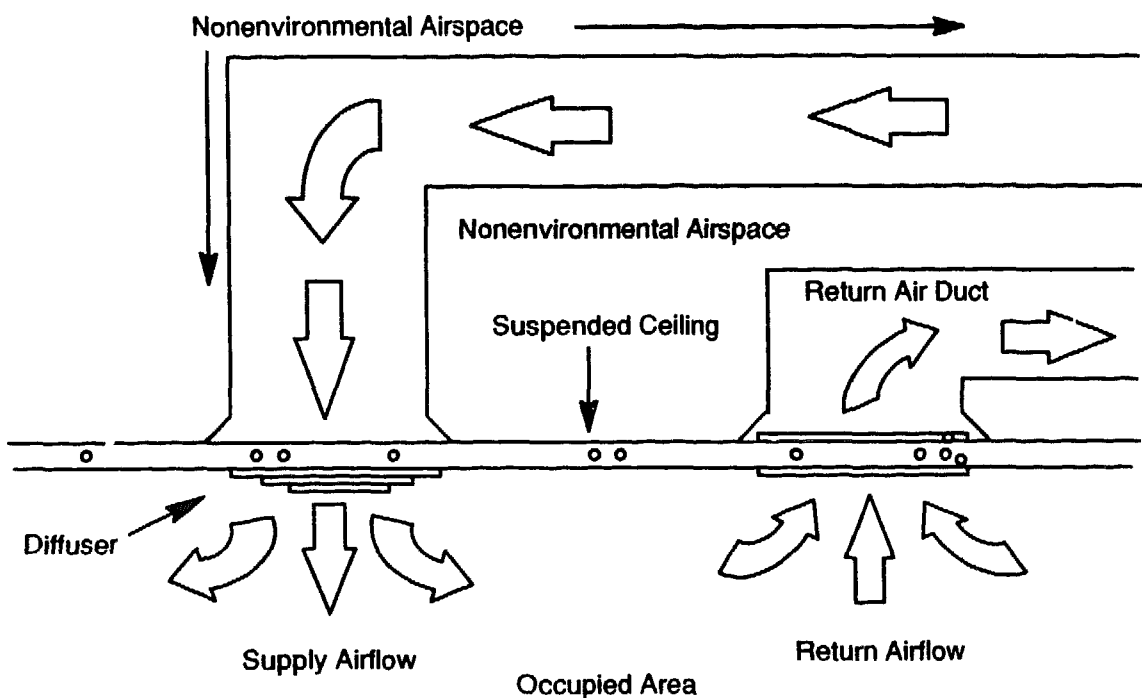 Nonenvironmental Airspace
Nonenvironmental Airspace
Return Air Duct
Suspended Ceiling
Diffuser
Supply Airflow
Return Airflow
Occupied Area